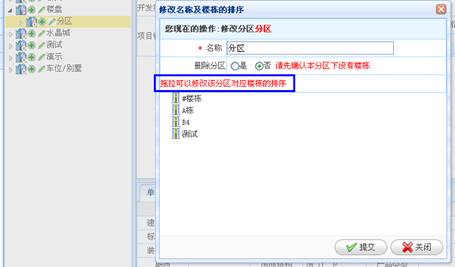 楼盘
分区
水晶城
测试
演示
车位/别墅
开发
项目
单
建
标
装
修改名称及楼栋的排序
您现在的操作:修改分区分区
* 名称 分区
删除分区 是 否 请先确认本分区下没有楼栋
拖拉可以修改该分区对应楼栋的排序
#楼栋
A栋
B4
测试
提交 关闭